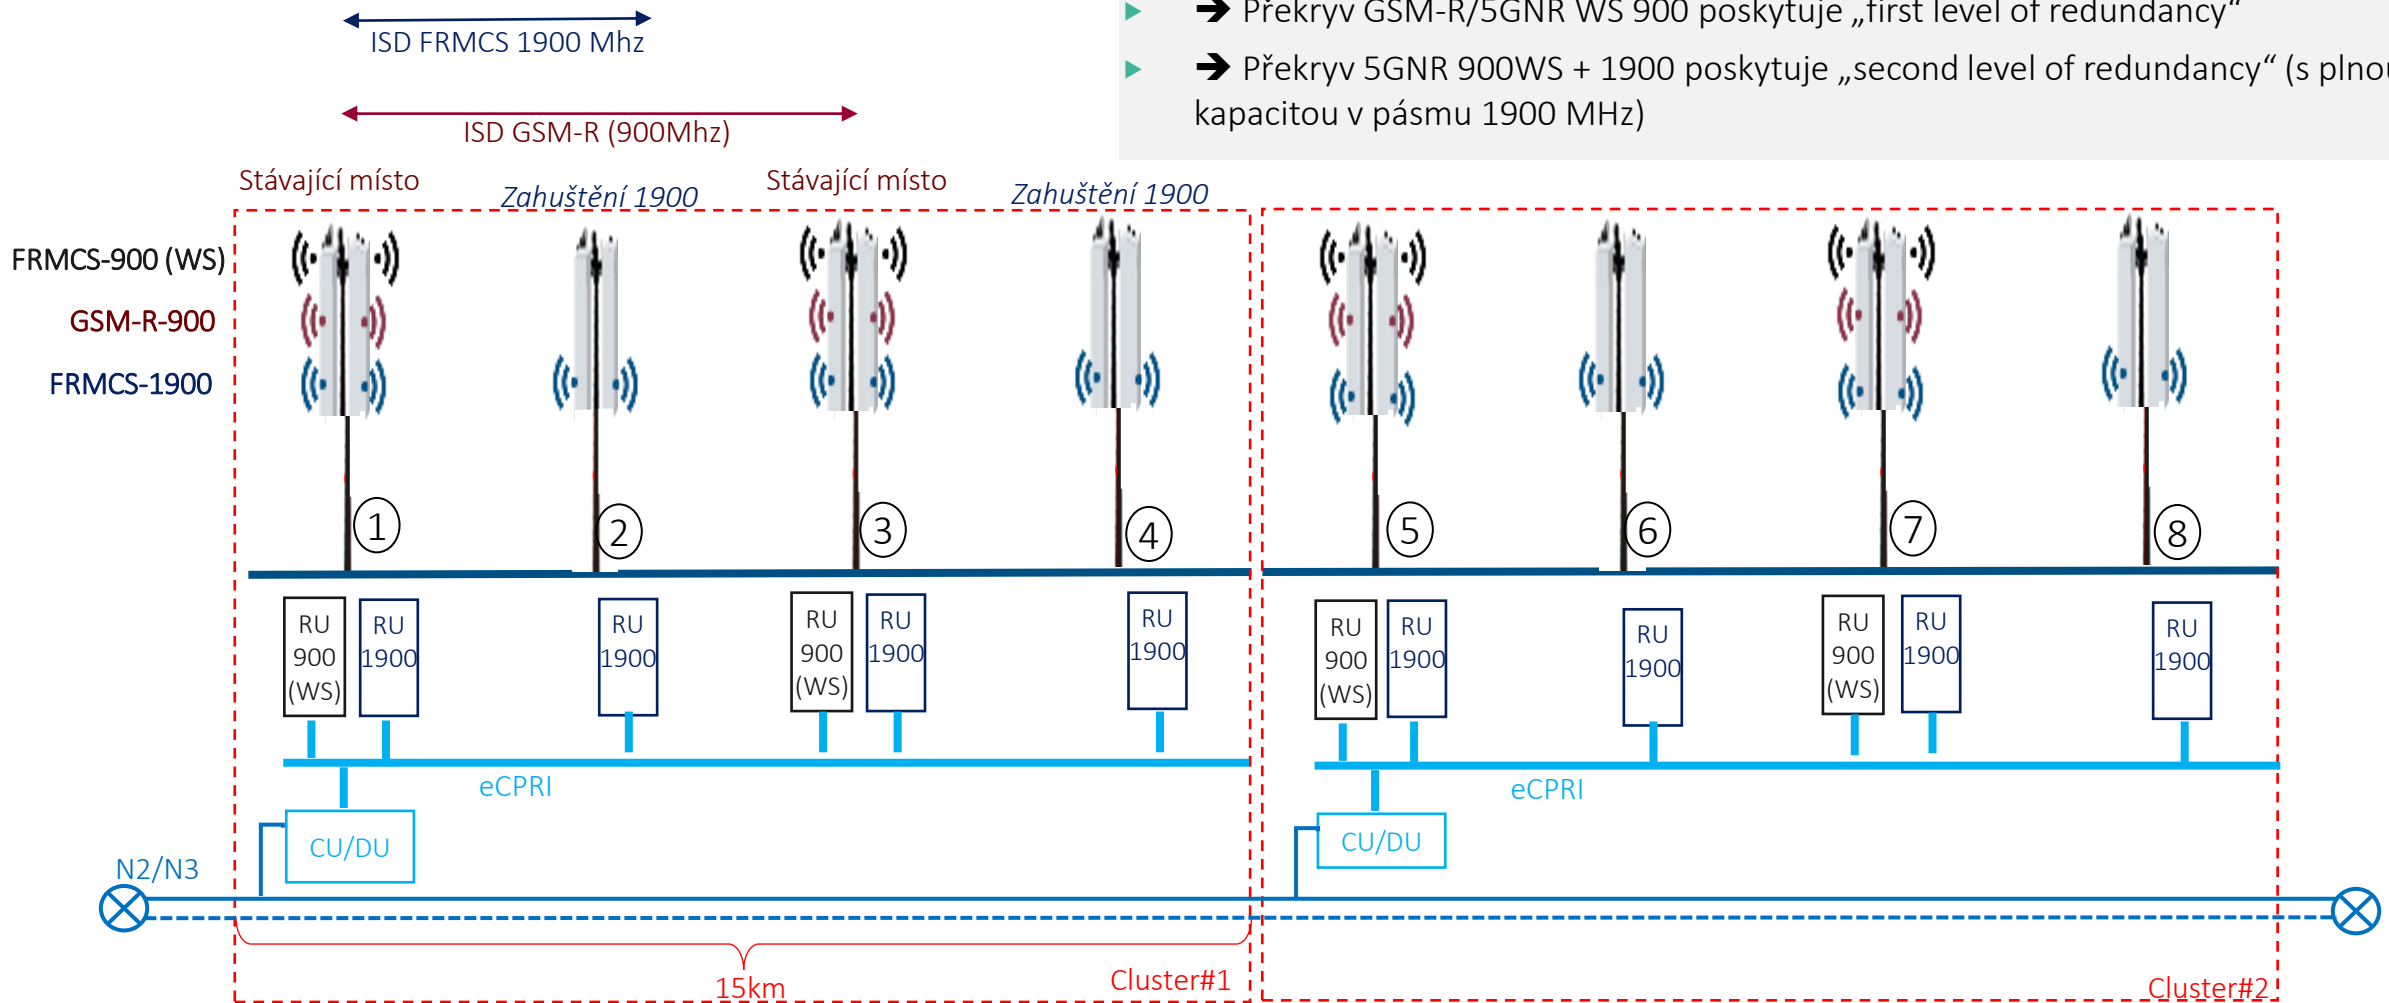 ➔ Překryv GSM-R/5GNR WS 900 poskytuje „first level of redundancy“
➔ Překryv 5GNR 900WS + 1900 poskytuje „second level of redundancy“ (s plnou
kapacitou v pásmu 1900 MHz)
ISD FRMCS 1900 Mhz
ISD GSM-R (900Mhz)
Stávající místo
Zahuštění 1900
Stávající místo
Zahuštění 1900
FRMCS-900 (WS)
GSM-R-900
FRMCS-1900
1
2
3
4
5
6
7
8
RU
900
(WS)
RU
1900
RU
1900
RU
900
(WS)
RU
1900
RU
1900
RU
900
(WS)
RU
1900
RU
1900
RU
900
(WS)
RU
1900
RU
1900
eCPRI
eCPRI
CU/DU
CU/DU
N2/N3
15km
Cluster#1
Cluster#2